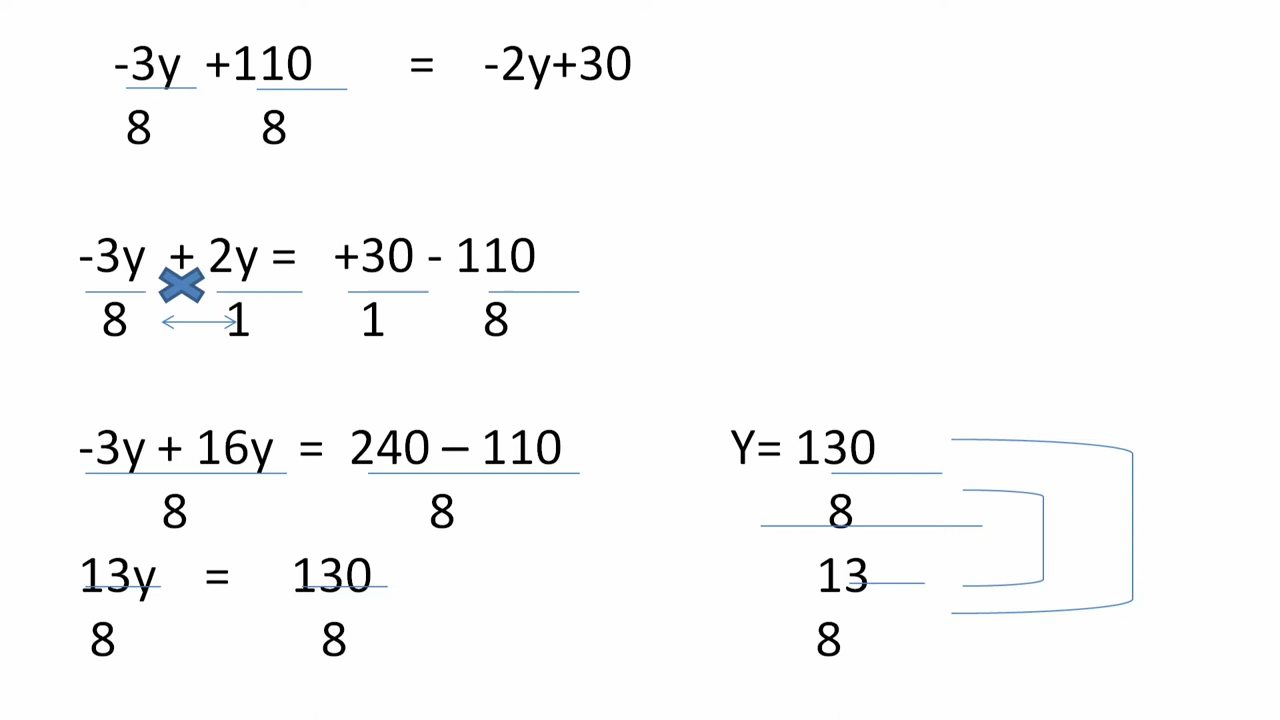 -3y +110 = -2y+30
8 8
-3y + 2y = +30 - 110
8 1 1 8
-3y + 16y = 240 – 110
8 8
13y = 130
8 8
Y= 130
8
13
8